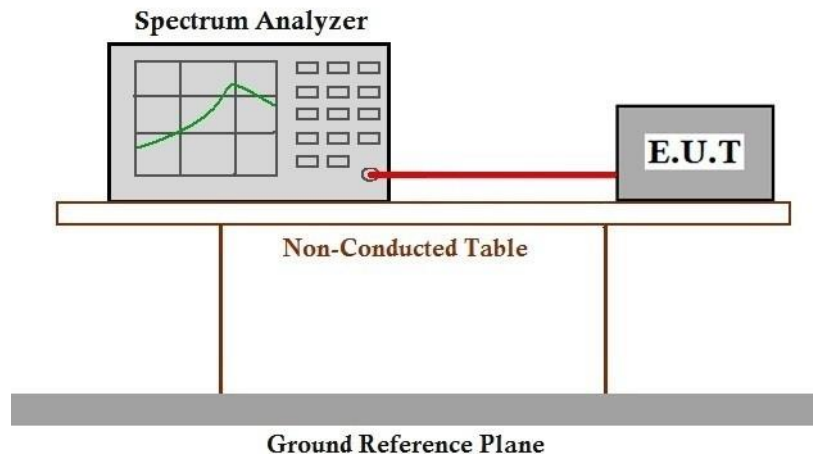 Spectrum Analyzer
E.U.T
Non-Conducted Table
Ground Reference Plane